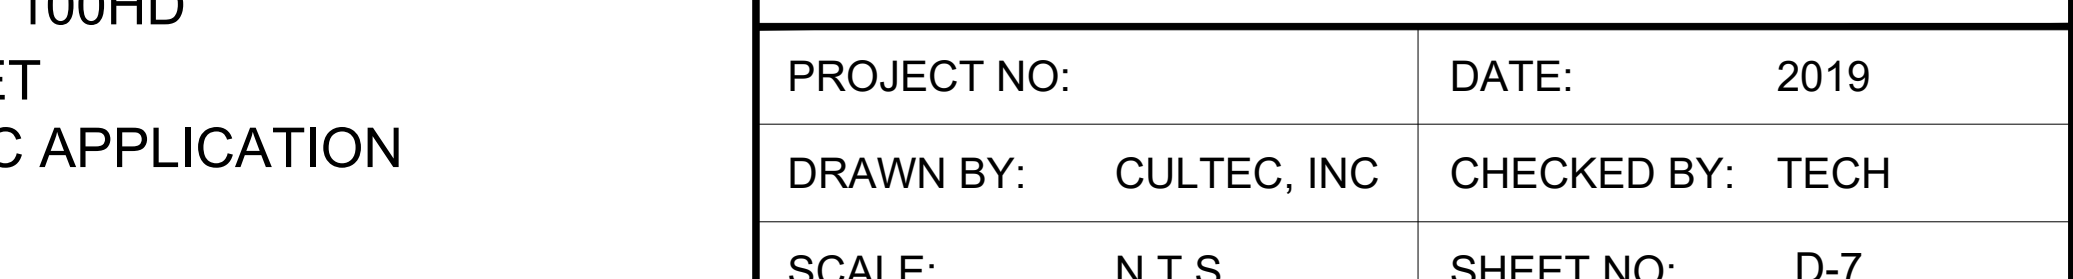 100HD
ET
C APPLICATION
PROJECT NO: DATE: 2019
DRAWN BY: CULTEC, INC CHECKED BY: TECH
SCALE: N.T.S. SHEET NO: D-7